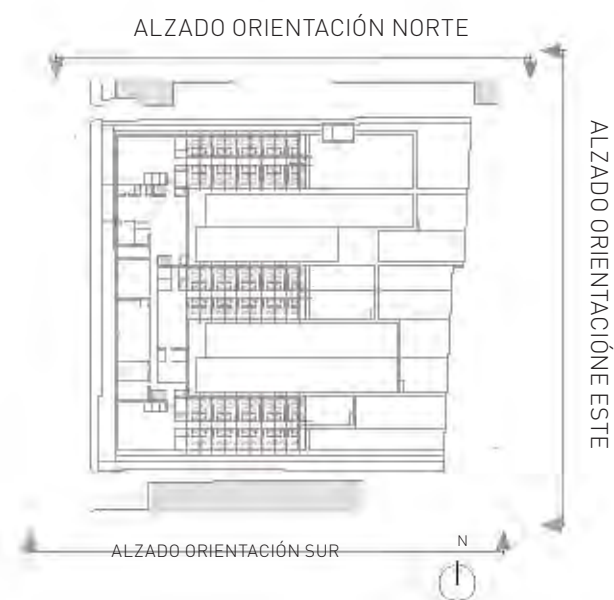 ALZADO ORIENTACIÓN NORTE
ALZADO ORIENTACIÓNE ESTE
ALZADO ORIENTACIÓN SUR
N